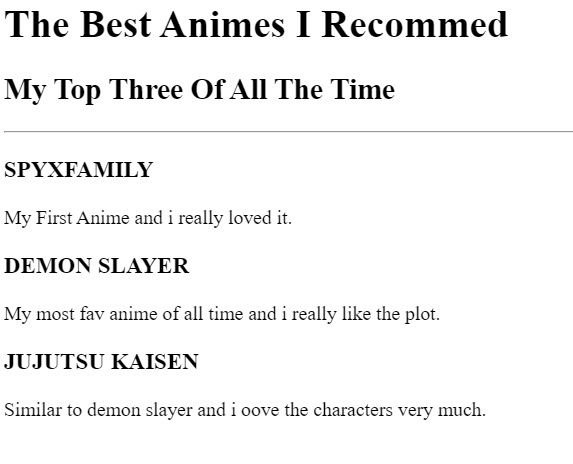 The Best Animes I Recommed
My Top Three Of All The Time
SPYXFAMILY
My First Anime and i really loved it.
DEMON SLAYER
My most fav anime of all time and i really like the plot.
JUJUTSU KAISEN
Similar to demon slayer and i oove the characters very much.